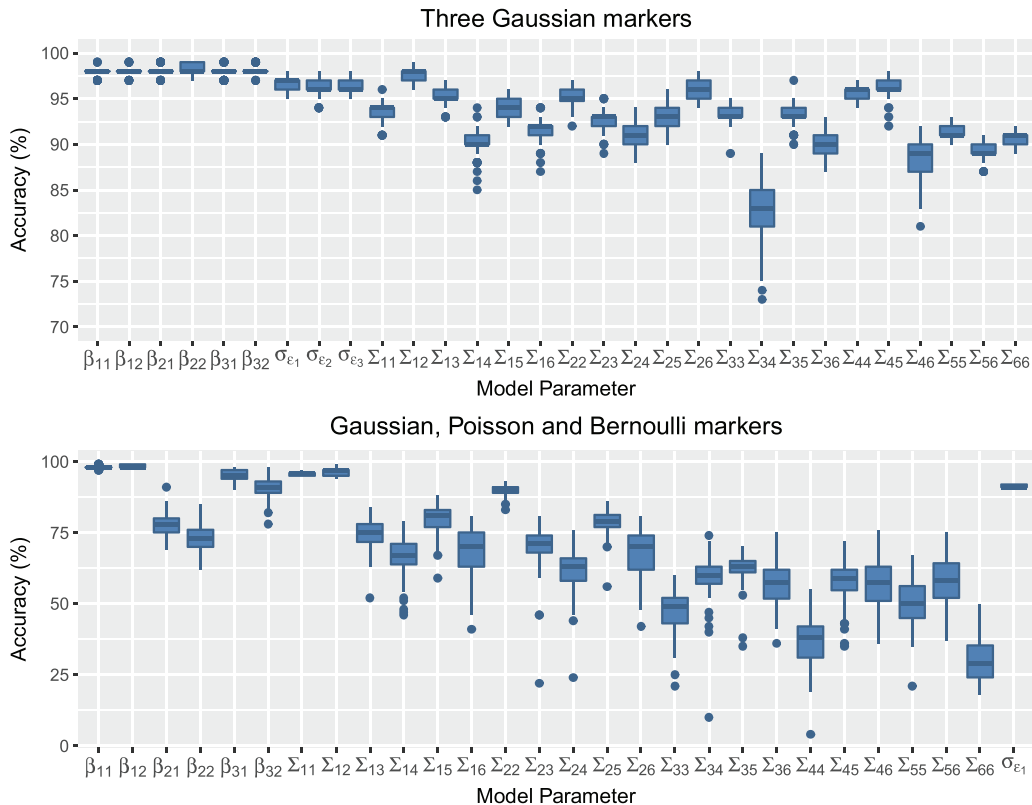 Three Gaussian markers
100
95
90
85
80
75
70
Accuracy (%)
β11 β12 β21 β22 β31 β32 σε1 σε2 σε3 Σ11 Σ12 Σ13 Σ14 Σ15 Σ16 Σ22 Σ23 Σ24 Σ25 Σ26 Σ33 Σ34 Σ35 Σ36 Σ44 Σ45 Σ46 Σ55 Σ56 Σ66
Model Parameter
Gaussian, Poisson and Bernoulli markers
100
75
50
25
0
Accuracy (%)
β11 β12 β21 β22 β31 β32 Σ11 Σ12 Σ13 Σ14 Σ15 Σ16 Σ22 Σ23 Σ24 Σ25 Σ26 Σ33 Σ34 Σ35 Σ36 Σ44 Σ45 Σ46 Σ55 Σ56 Σ66 σε1
Model Parameter